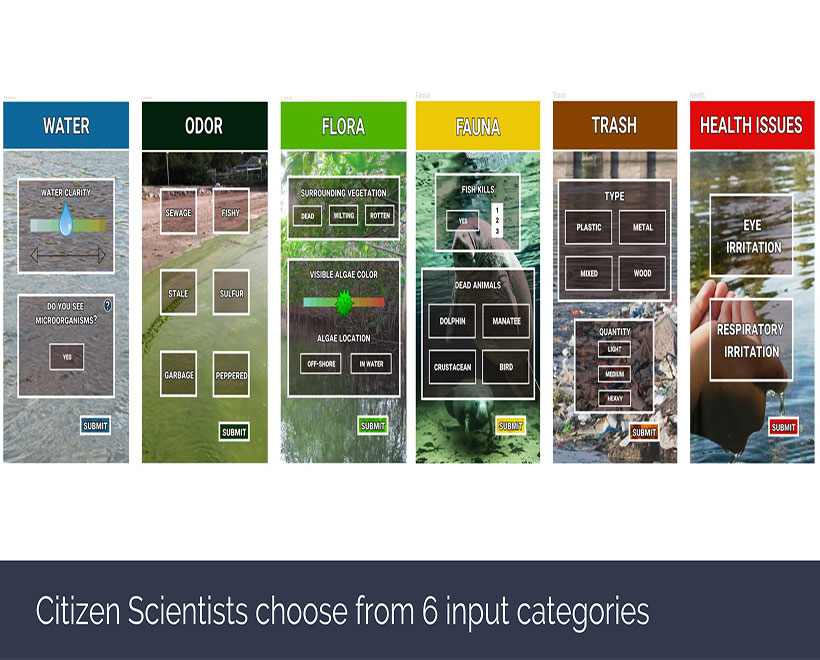 Fauna
Trash
Health
WATER
WATER CLARITY
DO YOU SEE
MICROORGANISMS?
?
YES
SUBMIT
ODOR
SEWAGE
FISHY
STALE
SULFUR
GARBAGE
PEPPERED
SUBMIT
FLORA
SURROUNDING VEGETATION
DEAD
WILTING
ROTTEN
VISIBLE ALGAE COLOR
ALGAE LOCATION
OFF-SHORE
IN WATER
SUBMIT
FAUNA
FISH KILLS
YES
1
2
3
DEAD ANIMALS
DOLPHIN
MANATEE
CRUSTACEAN
BIRD
SUBMIT
TRASH
TYPE
PLASTIC
METAL
MIXED
WOOD
QUANTITY
LIGHT
MEDIUM
HEAVY
SUBMIT
HEALTH ISSUES
EYE
IRRITATION
RESPIRATORY
IRRITATION
SUBMIT
Citizen Scientists choose from 6 input categories